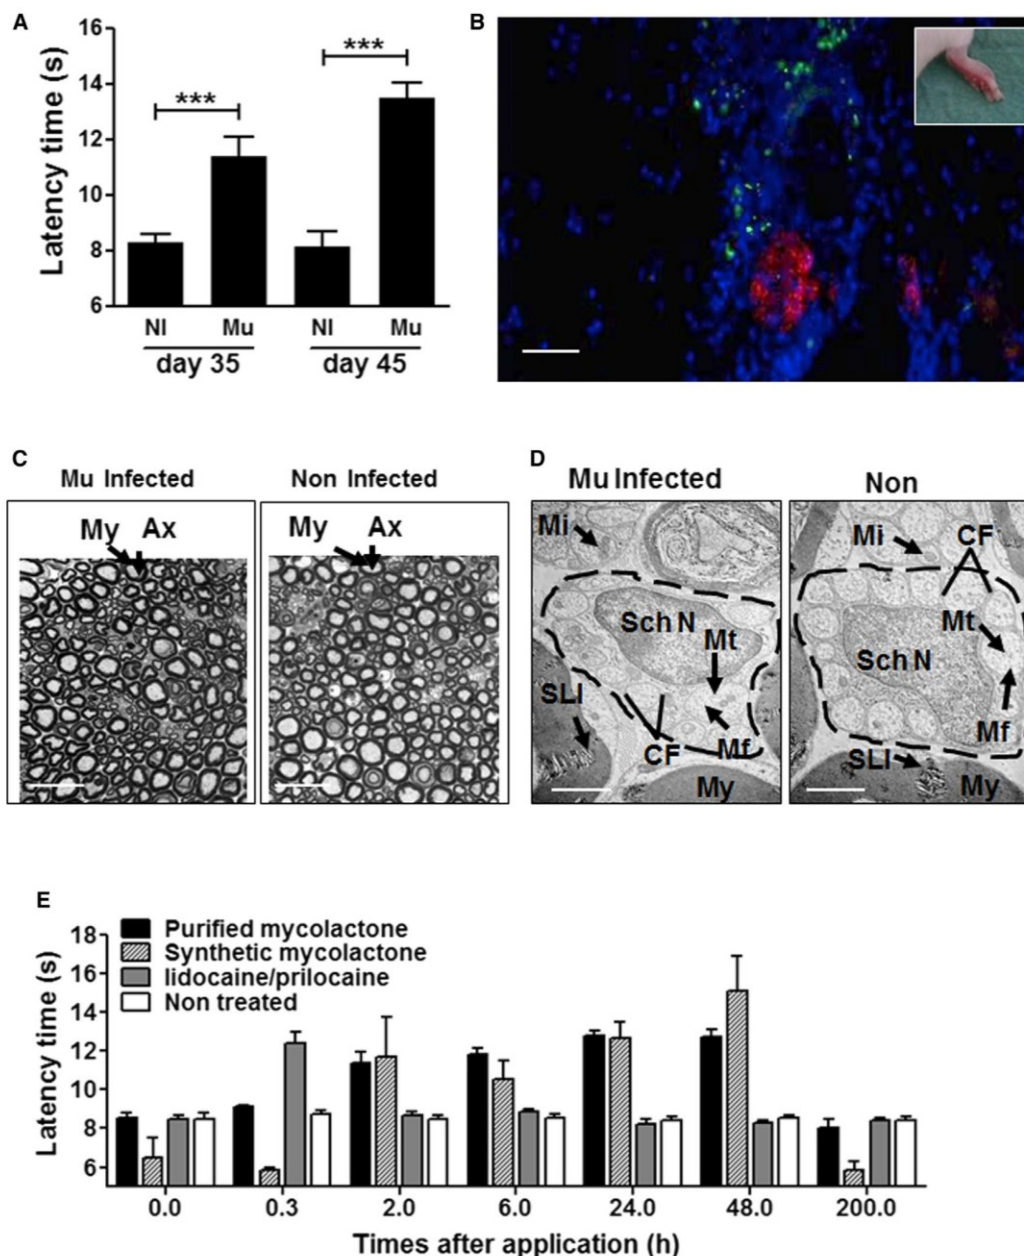 A
Latency time (s)
16
14
12
10
8
6
***
***
NI Mu NI Mu
day 35 day 45
B
C
Mu Infected Non Infected
My Ax My Ax
D
Mu Infected Non
Mi
Sch N
Mt
SLI
CF
Mf
My
Mi
CF
Mt
Sch N
Mf
SLI
My
E
Purified mycolactone
Synthetic mycolactone
lidocaine/prilocaine
Non treated
Latency time (s)
18
16
14
12
10
8
6
0.0 0.3 2.0 6.0 24.0 48.0 200.0
Times after application (h)